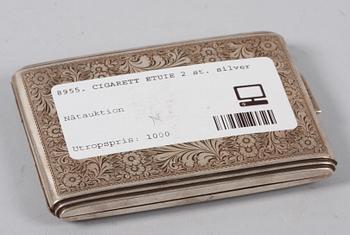 8955. CIGARETT ETUIE 2 st. silver
Nätauktion
Utropspris: 1000